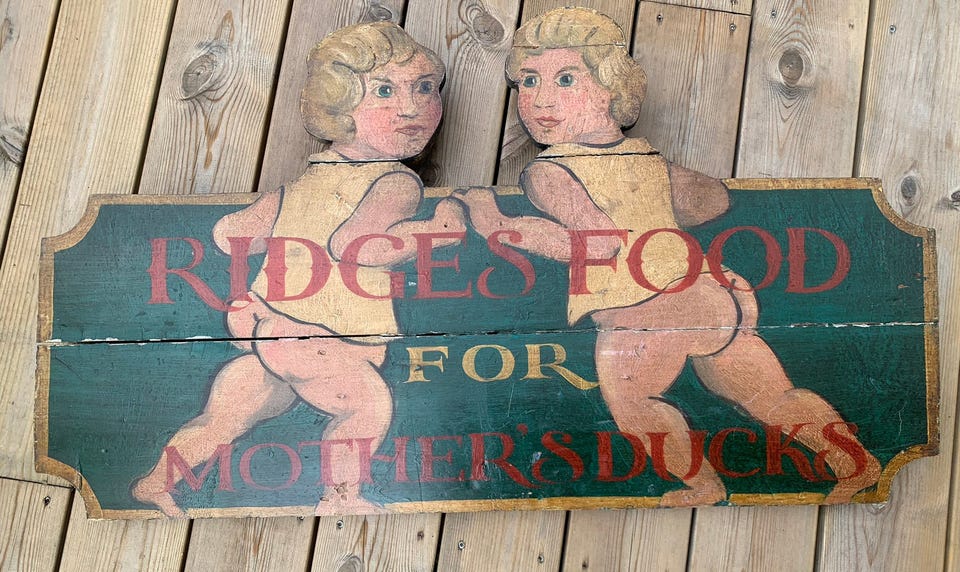 RIDGES FOOD
FOR
MOTHER'S DUCKS